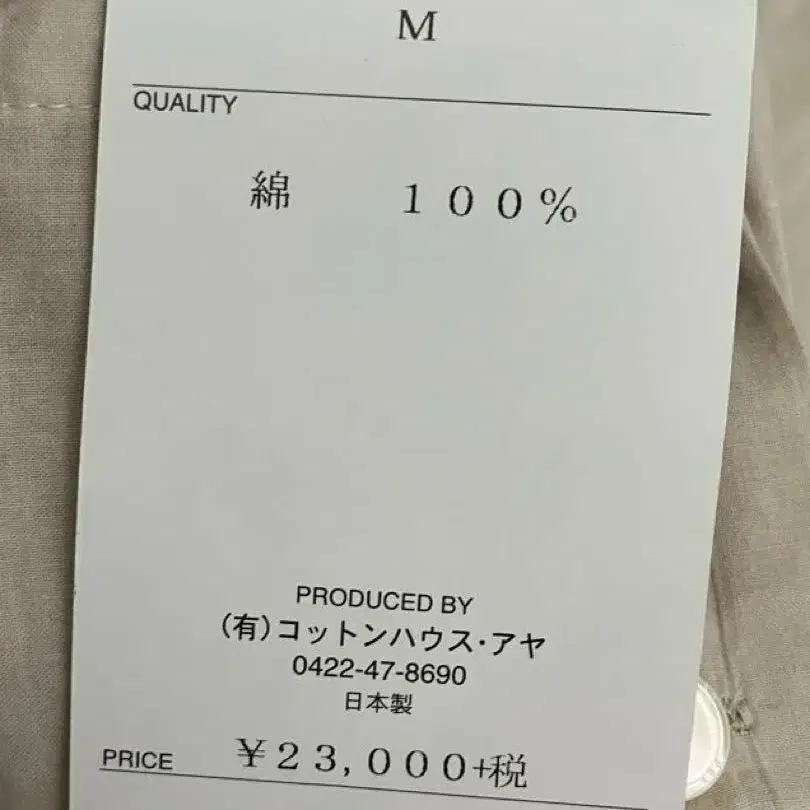 M
QUALITY
綿 100%
PRODUCED BY
(有)コットンハウス・アヤ
0422-47-8690
日本製
PRICE ¥23,000+税